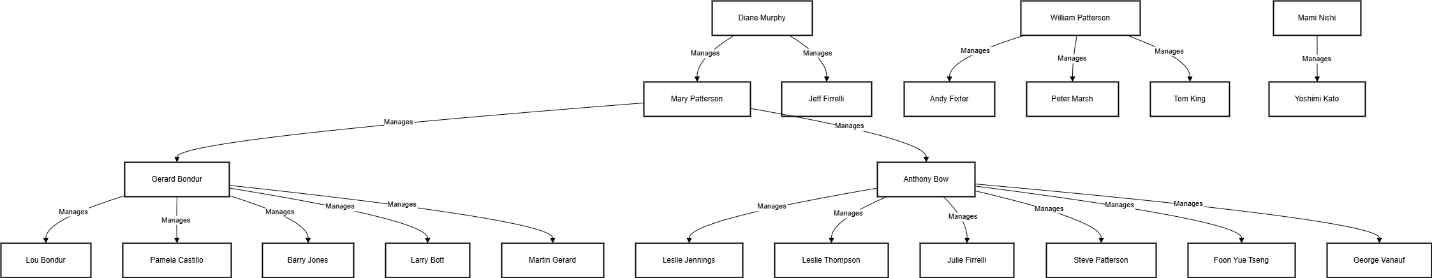 Diane Murphy
William Patterson
Mami Nishi
Manages
Manages
Manages
Manages
Manages
Manages
Mary Patterson
Jeff Firrelli
Andy Fixter
Peter Marsh
Tom King
Yoshimi Kato
Manages
Manages
Gerard Bondur
Anthony Bow
Manages
Manages
Manages
Manages
Manages
Manages
Manages
Manages
Manages
Manages
Manages
Lou Bondur
Pamela Castillo
Barry Jones
Larry Bott
Martin Gerard
Leslie Jennings
Leslie Thompson
Julie Firrelli
Steve Patterson
Foon Yue Tseng
George Vanauf